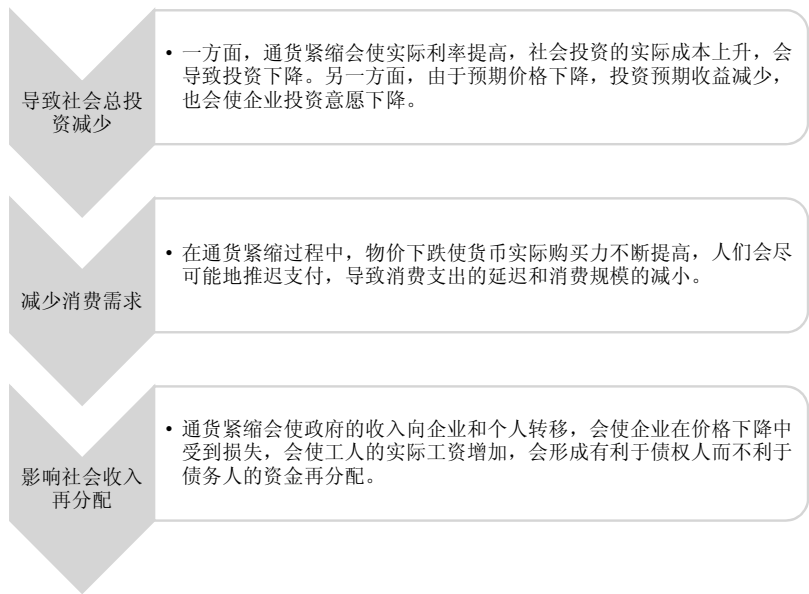 导致社会总投
资减少
• 一方面，通货紧缩会使实际利率提高，社会投资的实际成本上升，会
导致投资下降。另一方面，由于预期价格下降，投资预期收益减少，
也会使企业投资意愿下降。
减少消费需求
• 在通货紧缩过程中，物价下跌使货币实际购买力不断提高，人们会尽
可能地推迟支付，导致消费支出的延迟和消费规模的减小。
影响社会收入
再分配
• 通货紧缩会使政府的收入向企业和个人转移，会使企业在价格下降中
受到损失，会使工人的实际工资增加，会形成有利于债权人而不利于
债务人的资金再分配。